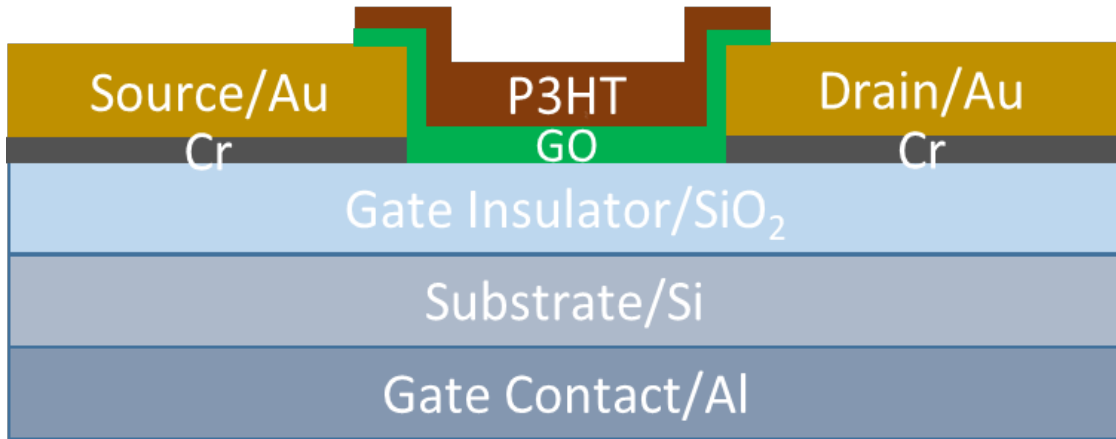 Source/Au
P3HT
Drain/Au
Cr
GO
Cr
Gate Insulator/SiO₂
Substrate/Si
Gate Contact/Al